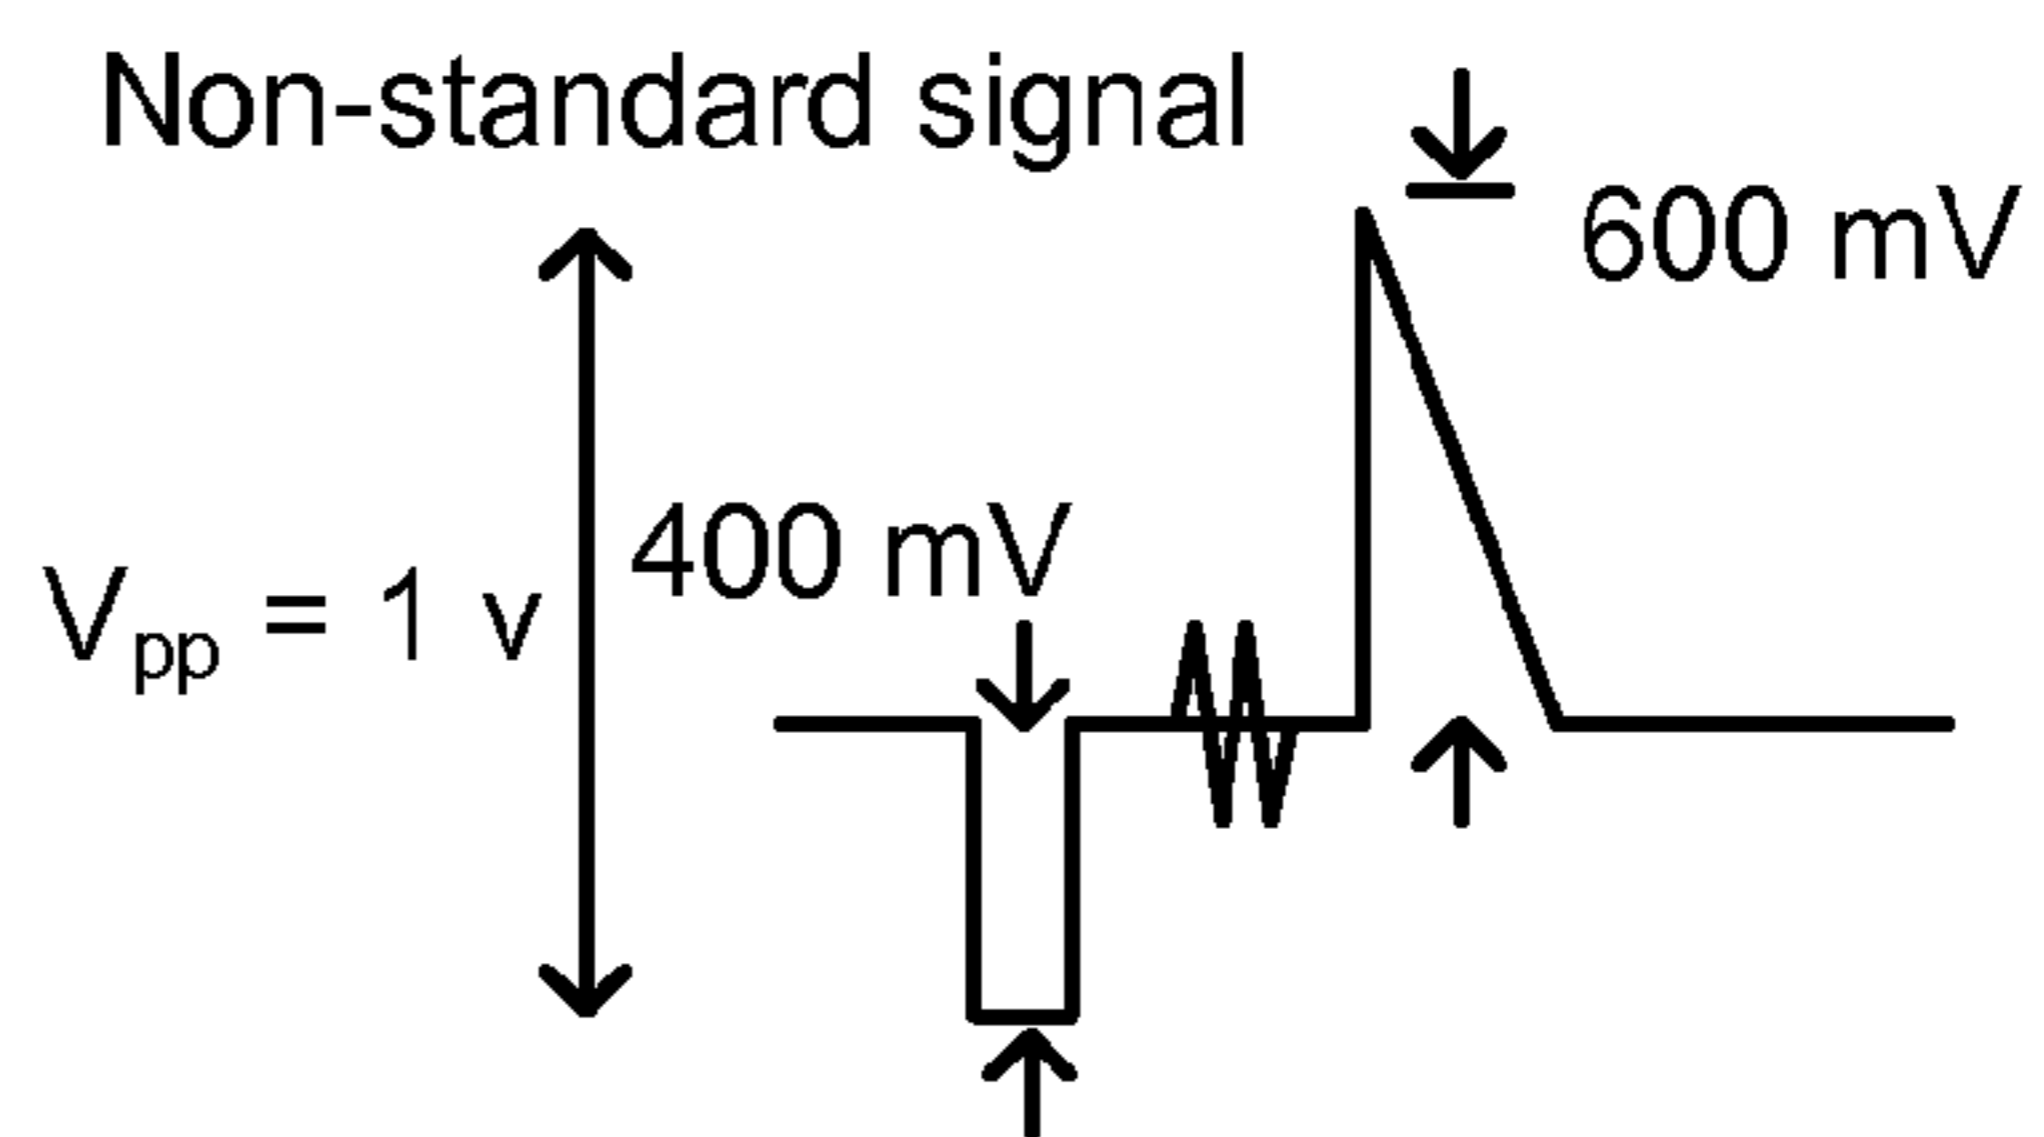 Non-standard signal
600 mV
400 mV
Vpp = 1 v